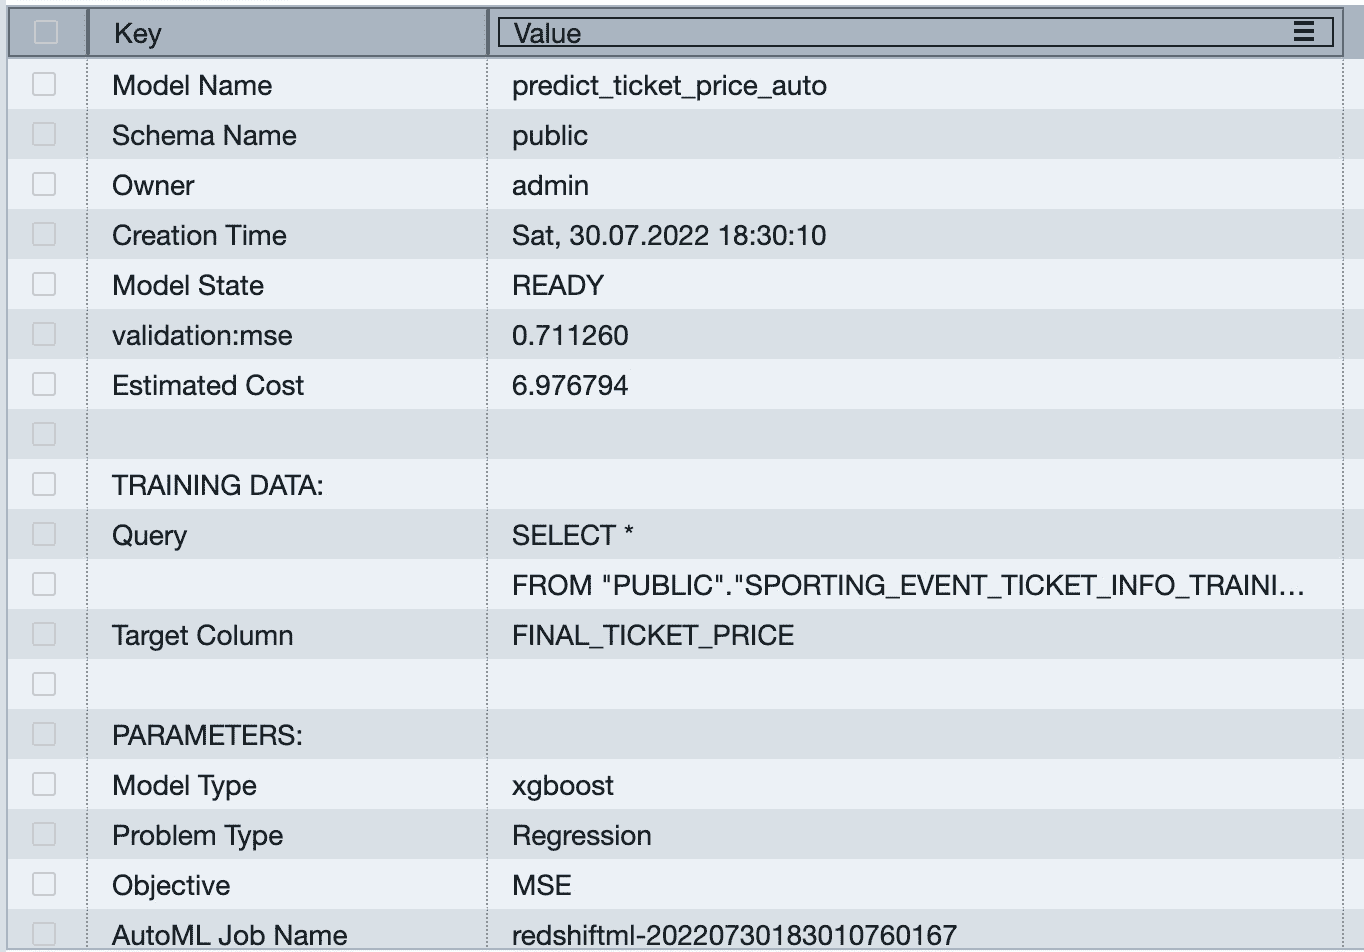 Key Value
Model Name predict_ticket_price_auto
Schema Name public
Owner admin
Creation Time Sat, 30.07.2022 18:30:10
Model State READY
validation:mse 0.711260
Estimated Cost 6.976794
TRAINING DATA:
Query SELECT *
FROM "PUBLIC"."SPORTING_EVENT_TICKET_INFO_TRAINI...
Target Column FINAL_TICKET_PRICE
PARAMETERS:
Model Type xgboost
Problem Type Regression
Objective MSE
AutoML Job Name redshiftml-20220730183010760167